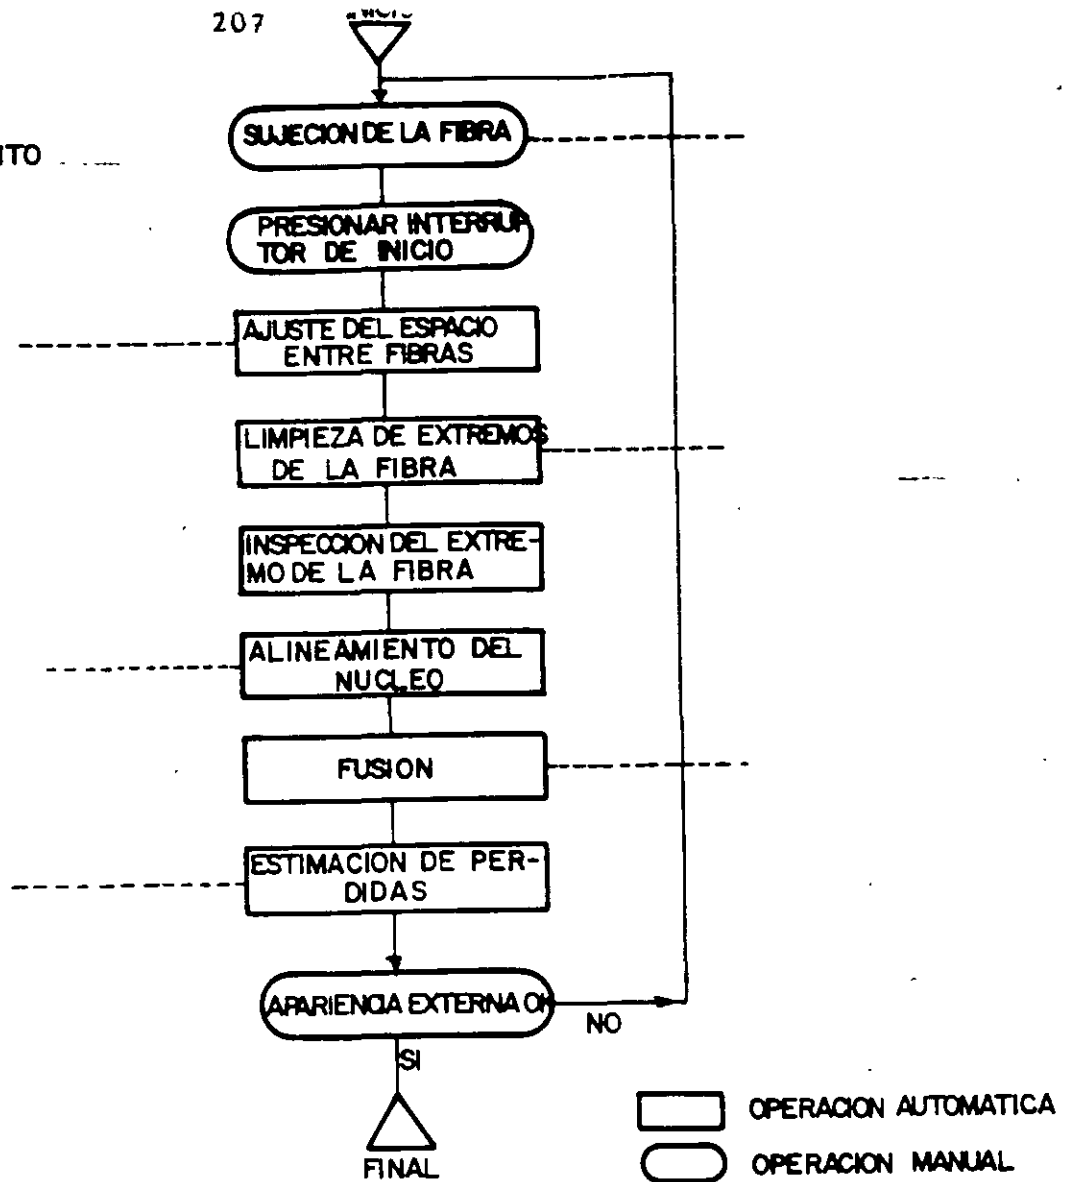 207
SUJECION DE LA FIBRA
PRESIONAR INTERRUP
TOR DE INICIO
AJUSTE DEL ESPACIO
ENTRE FIBRAS
LIMPIEZA DE EXTREMOS
DE LA FIBRA
INSPECCION DEL EXTRE-
MO DE LA FIBRA
ALINEAMIENTO DEL
NUCLEO
FUSION
ESTIMACION DE PER-
DIDAS
APARIENCIA EXTERNA OK
NO
SI
FINAL
OPERACION AUTOMATICA
OPERACION MANUAL